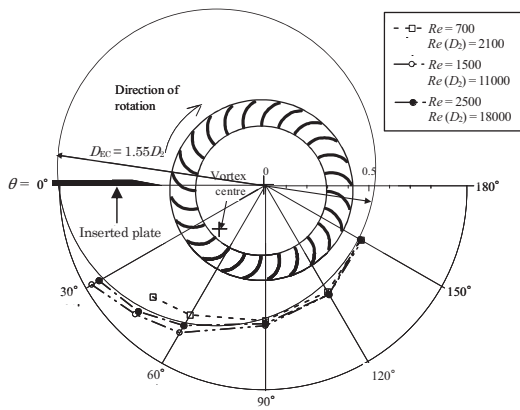 Re = 700
Re (D2) = 2100
Re = 1500
Re (D2) = 11000
Re = 2500
Re (D2) = 18000
Direction of
rotation
DEC = 1.55D2
Vortex
centre
0
0.5
θ = 0°
180°
Inserted plate
30°
150°
60°
120°
90°